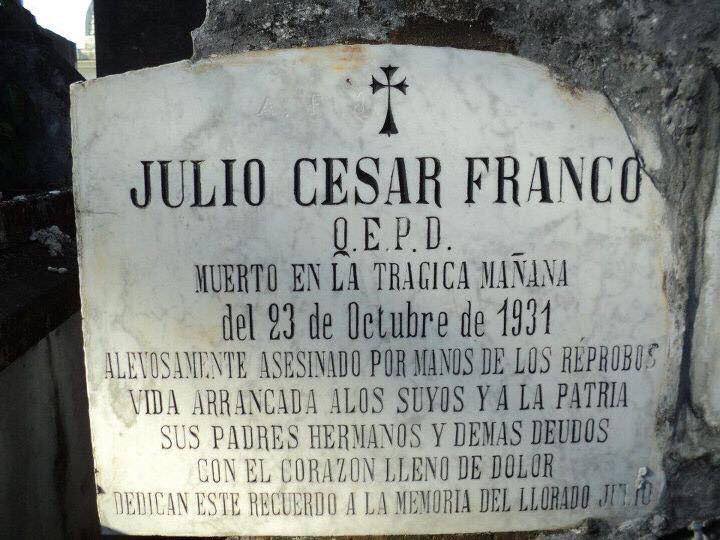 JULIO CESAR FRANCO
Q.E.P.D.
MUERTO EN LA TRAGICA MAÑANA
del 23 de Octubre de 1931
ALEVOSAMENTE ASESINADO POR MANOS DE LOS RÉPROBOS
VIDA ARRANCADA ALOS SUYOS Y A LA PATRIA
SUS PADRES HERMANOS Y DEMAS DEUDOS
CON EL CORAZON LLENO DE DOLOR
DEDICAN ESTE RECUERDO A LA MEMORIA DEL LLORADO JULIO